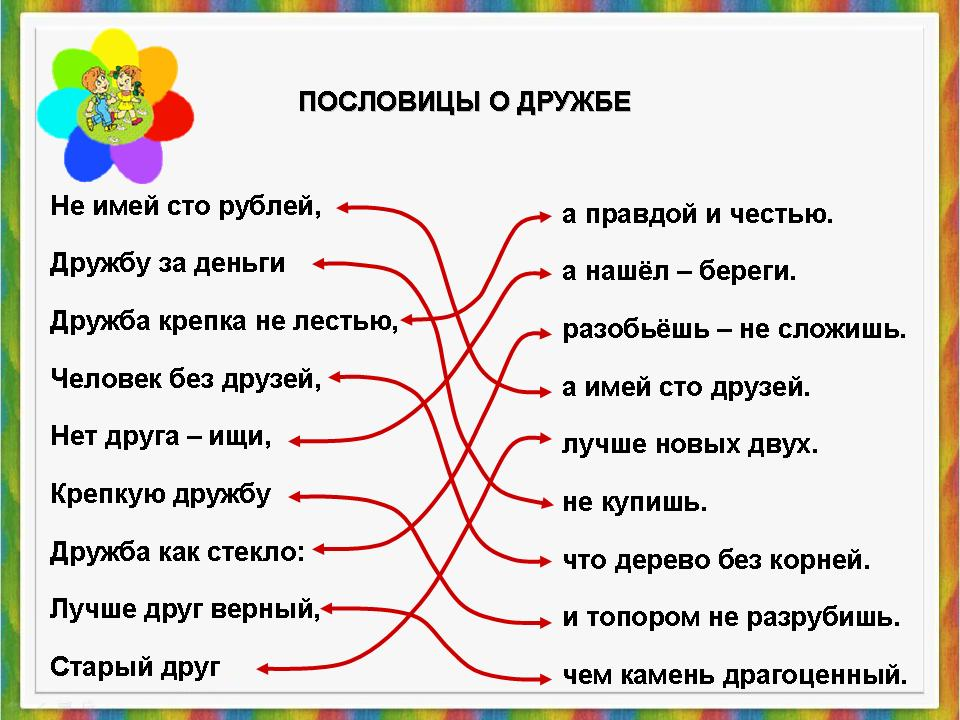 ПОСЛОВИЦЫ О ДРУЖБЕ
Не имей сто рублей,
Дружбу за деньги
Дружба крепка не лестью,
Человек без друзей,
Нет друга – ищи,
Крепкую дружбу
Дружба как стекло:
Лучше друг верный,
Старый друг
а правдой и честью.
а нашёл – береги.
разобьёшь – не сложишь.
а имей сто друзей.
лучше новых двух.
не купишь.
что дерево без корней.
и топором не разрубишь.
чем камень драгоценный.